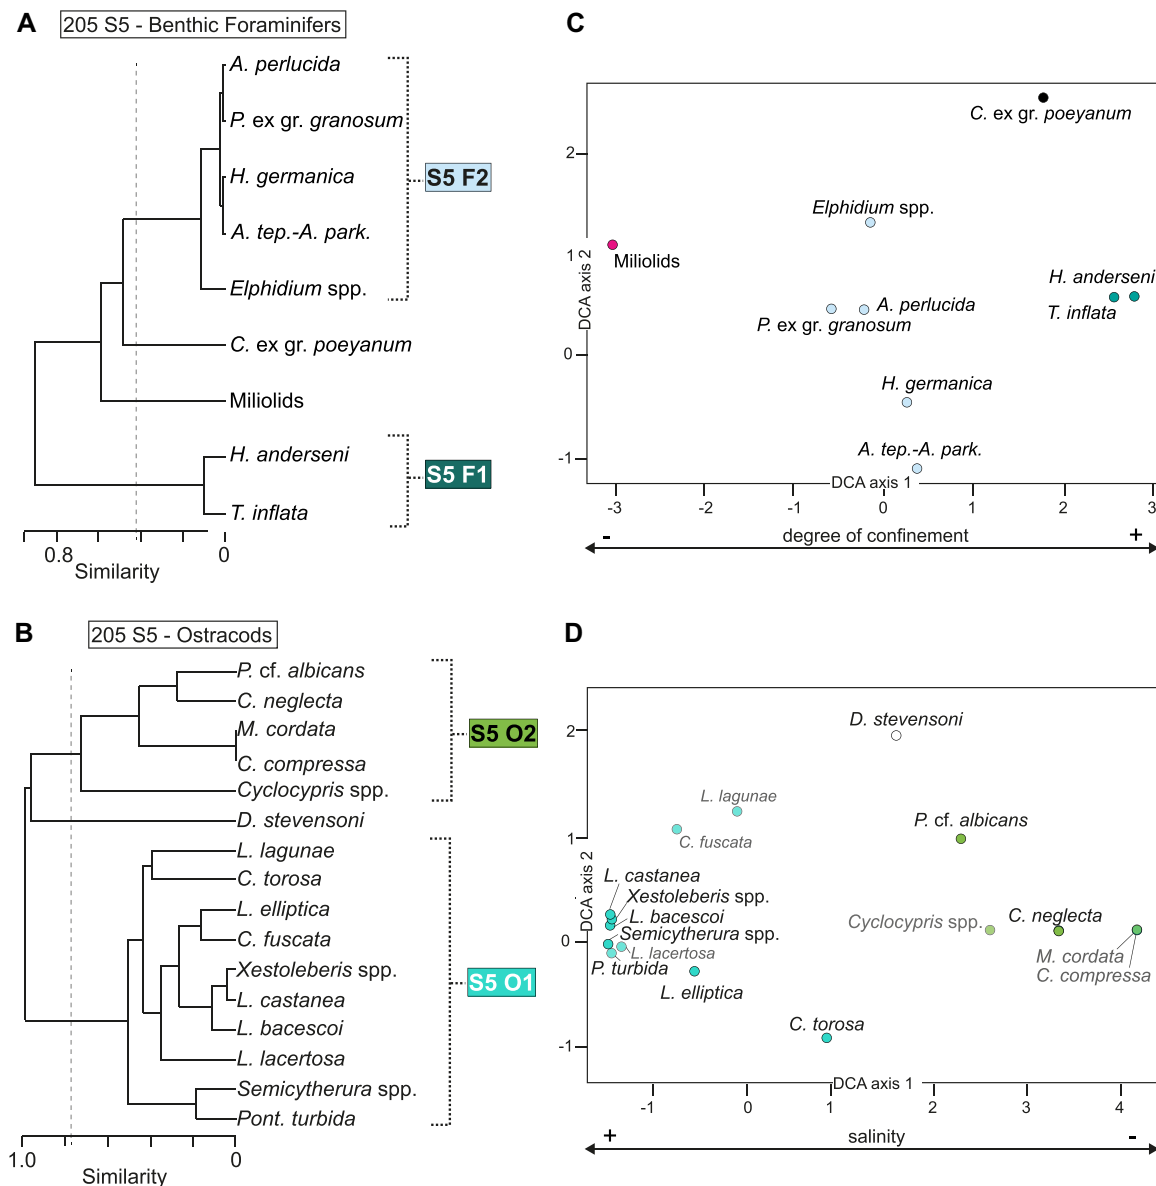 A
205 S5 - Benthic Foraminifers
A. perlucida
P. ex gr. granosum
H. germanica
A. tep.-A. park.
Elphidium spp.
C. ex gr. poeyanum
Miliolids
H. anderseni
T. inflata
S5 F2
S5 F1
0.8
0
Similarity
C
C. ex gr. poeyanum
2
Elphidium spp.
1
Miliolids
DCA axis 2
H. anderseni
T. inflata
A. perlucida
P. ex gr. granosum
0
H. germanica
A. tep.-A. park.
-1
DCA axis 1
-3
-2
-1
0
1
2
3
- degree of confinement +
B
205 S5 - Ostracods
P. cf. albicans
C. neglecta
M. cordata
C. compressa
Cyclocypris spp.
D. stevensoni
L. lagunae
C. torosa
L. elliptica
C. fuscata
Xestoleberis spp.
L. castanea
L. bacescoi
L. lacertosa
Semicytherura spp.
Pont. turbida
S5 O2
S5 O1
1.0
0
Similarity
D
D. stevensoni
2
L. lagunae
P. cf. albicans
1
C. fuscata
DCA axis 2
L. castanea
Xestoleberis spp.
L. bacescoi
Semicytherura spp.
Cyclocypris spp.
C. neglecta
0
L. lacertosa
P. turbida
M. cordata
C. compressa
L. elliptica
C. torosa
-1
DCA axis 1
-1
0
1
2
3
4
+ salinity -